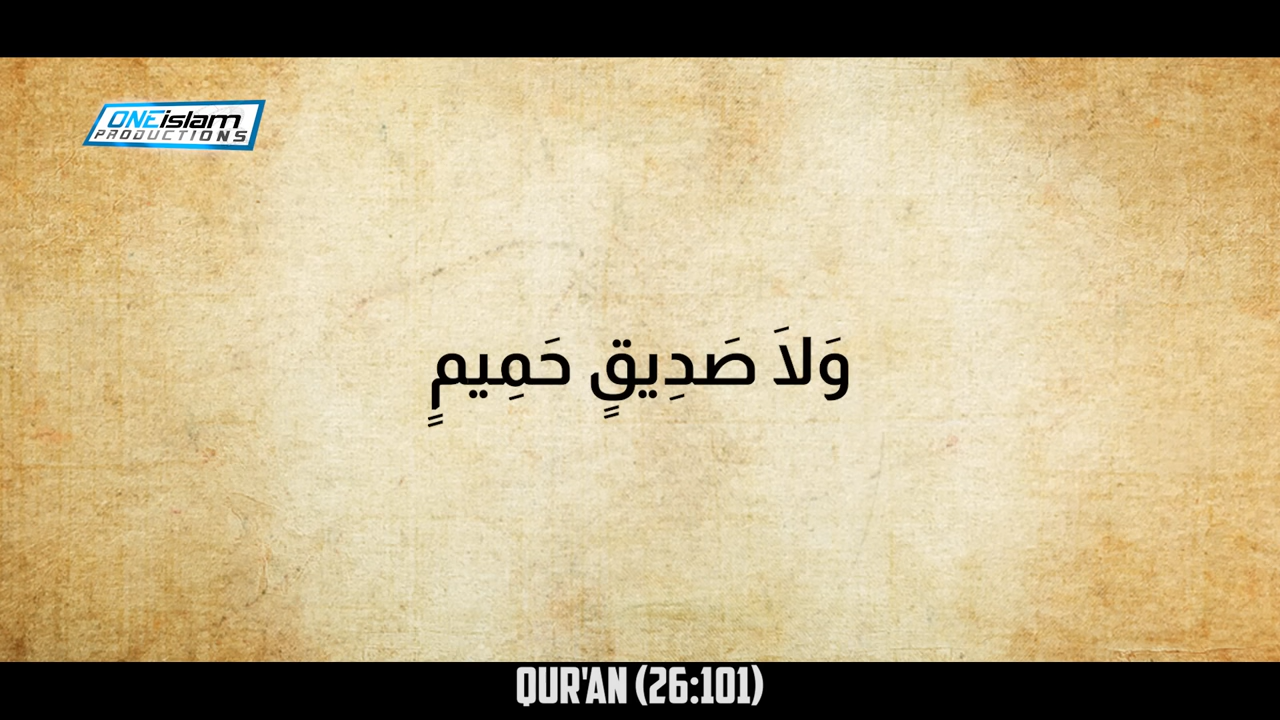 ONEislam
PRODUCTIONS
وَلاَ صَدِيقٍ حَمِيمٍ
QUR'AN (26:101)